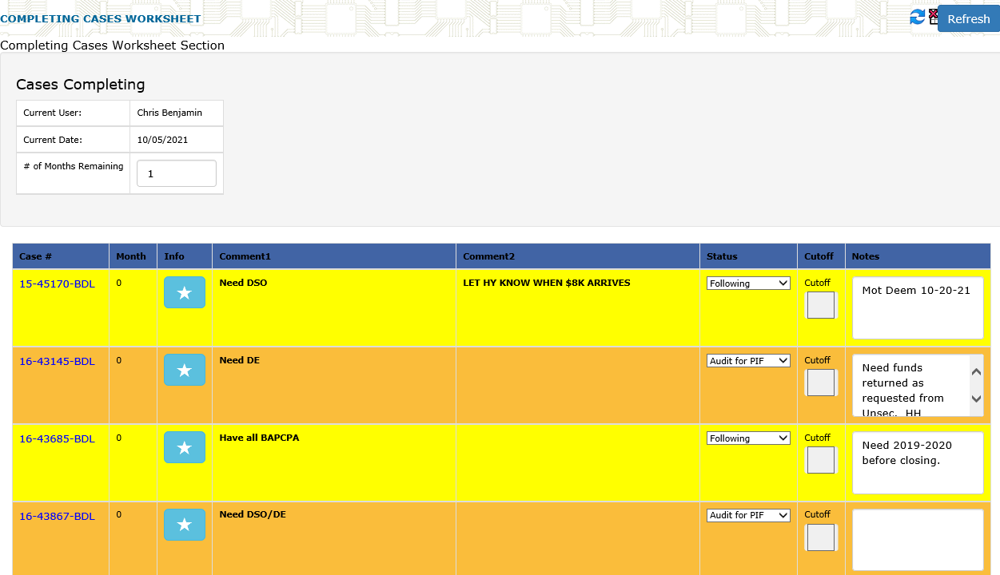 COMPLETING CASES WORKSHEET
Refresh
Completing Cases Worksheet Section
Cases Completing
Current User: Chris Benjamin
Current Date: 10/05/2021
# of Months Remaining 1
Case # Month Info Comment1 Comment2 Status Cutoff Notes
15-45170-BDL 0 Need DSO LET HY KNOW WHEN $8K ARRIVES Following Cutoff Mot Deem 10-20-21
16-43145-BDL 0 Need DE Audit for PIF Cutoff Need funds
returned as
requested from
Unsec. HH
16-43685-BDL 0 Have all BAPCPA Following Cutoff Need 2019-2020
before closing.
16-43867-BDL 0 Need DSO/DE Audit for PIF Cutoff